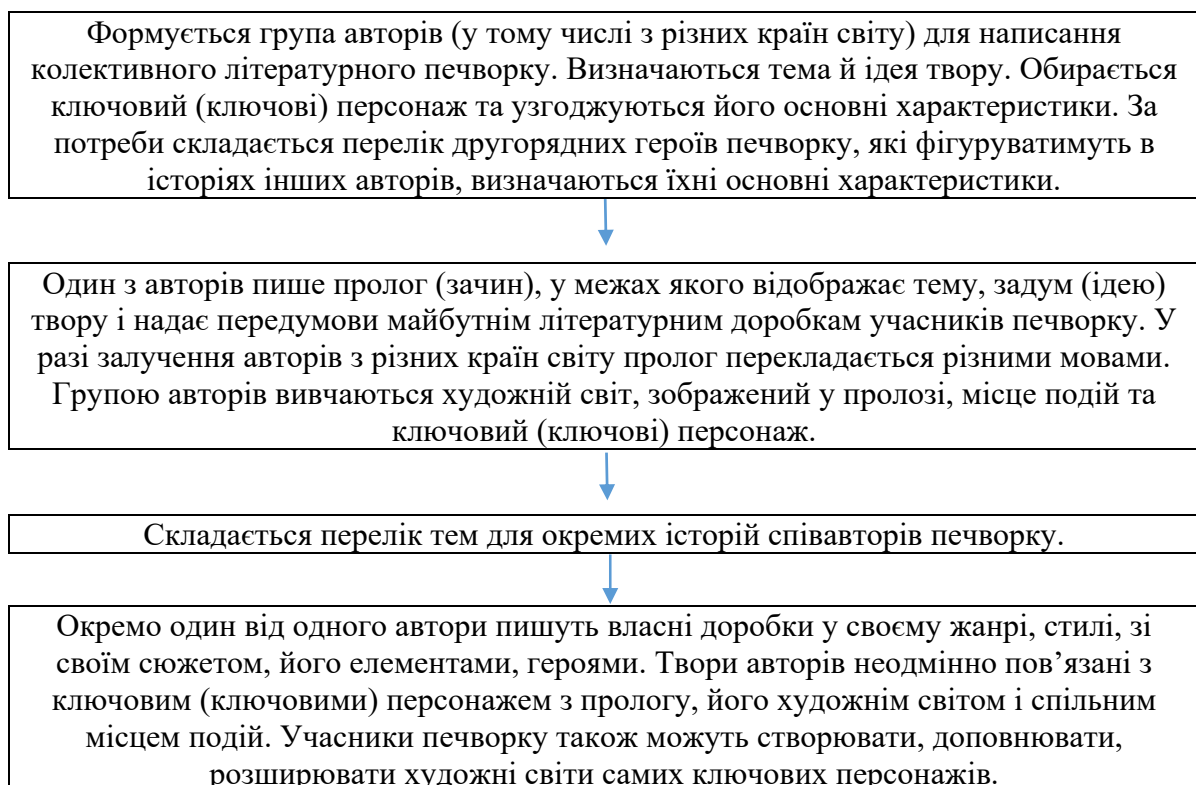 Формується група авторів (у тому числі з різних країн світу) для написання
колективного літературного печворку. Визначаються тема й ідея твору. Обирається
ключовий (ключові) персонаж та узгоджуються його основні характеристики. За
потреби складається перелік другорядних героїв печворку, які фігуруватимуть в
історіях інших авторів, визначаються їхні основні характеристики.
Один з авторів пише пролог (зачин), у межах якого відображає тему, задум (ідею)
твору і надає передумови майбутнім літературним доробкам учасників печворку. У
разі залучення авторів з різних країн світу пролог перекладається різними мовами.
Групою авторів вивчаються художній світ, зображений у пролозі, місце подій та
ключовий (ключові) персонаж.
Складається перелік тем для окремих історій співавторів печворку.
Окремо один від одного автори пишуть власні доробки у своєму жанрі, стилі, зі
своїм сюжетом, його елементами, героями. Твори авторів неодмінно пов’язані з
ключовим (ключовими) персонажем з прологу, його художнім світом і спільним
місцем подій. Учасники печворку також можуть створювати, доповнювати,
розширювати художні світи самих ключових персонажів.